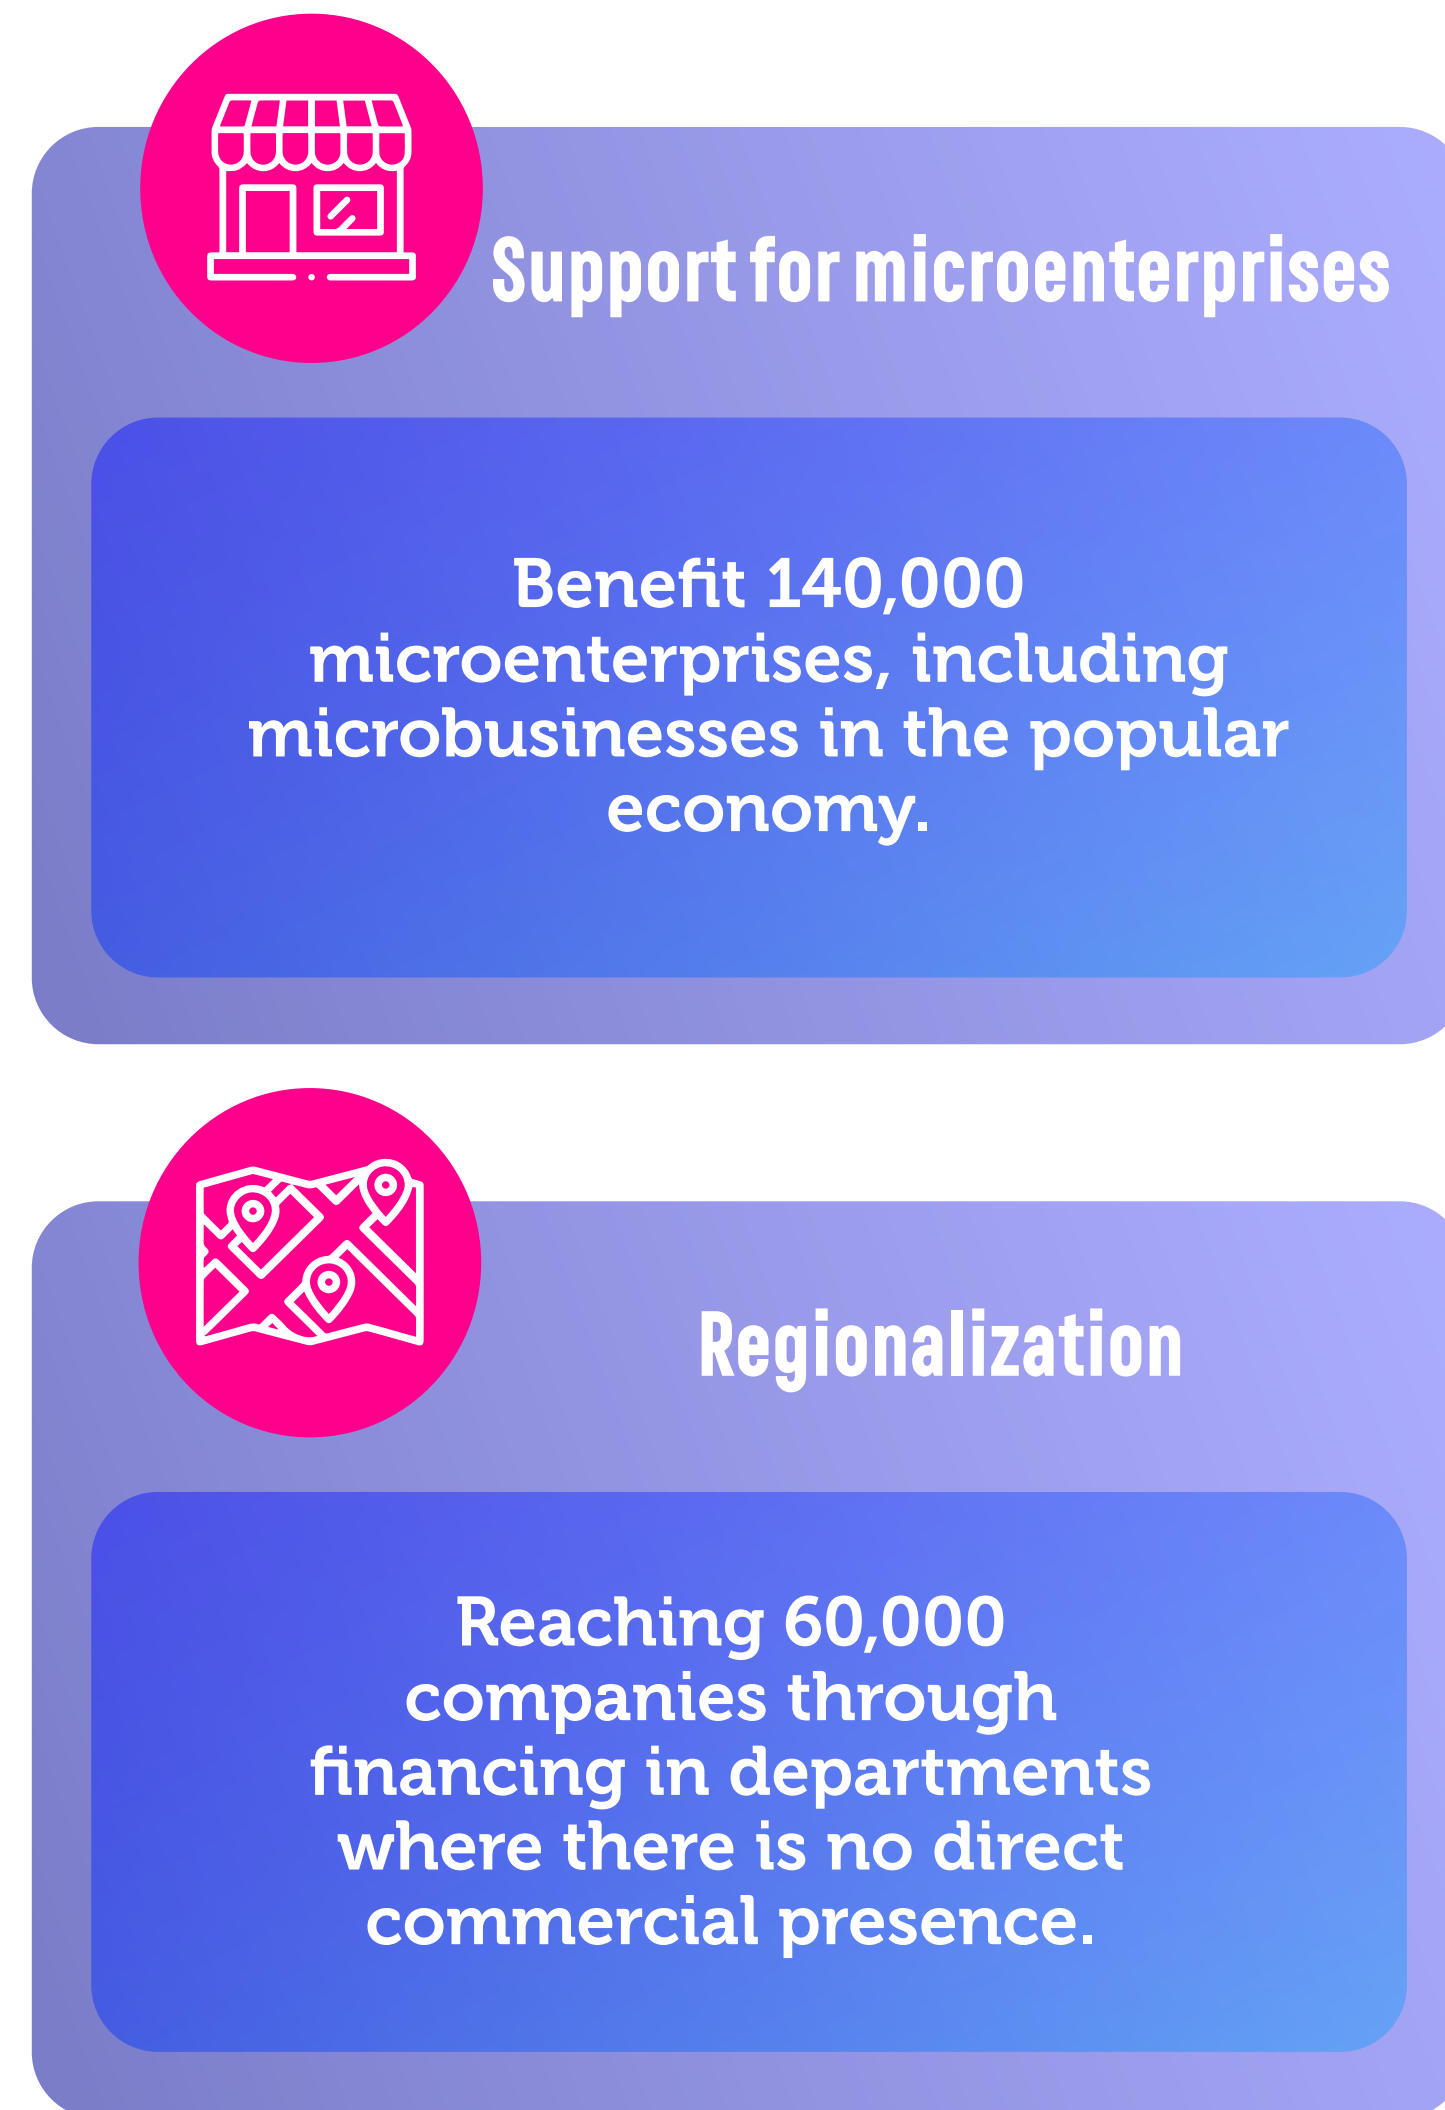 Support for microenterprises
Benefit 140,000
microenterprises, including
microbusinesses in the popular
economy.
Regionalization
Reaching 60,000
companies through
financing in departments
where there is no direct
commercial presence.